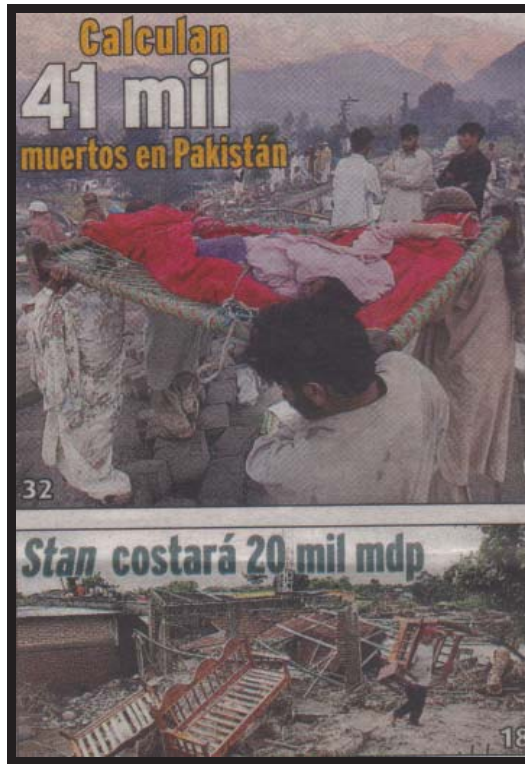 Calculan
41 mil
muertos en Pakistán
32
Stan costará 20 mil mdp
18